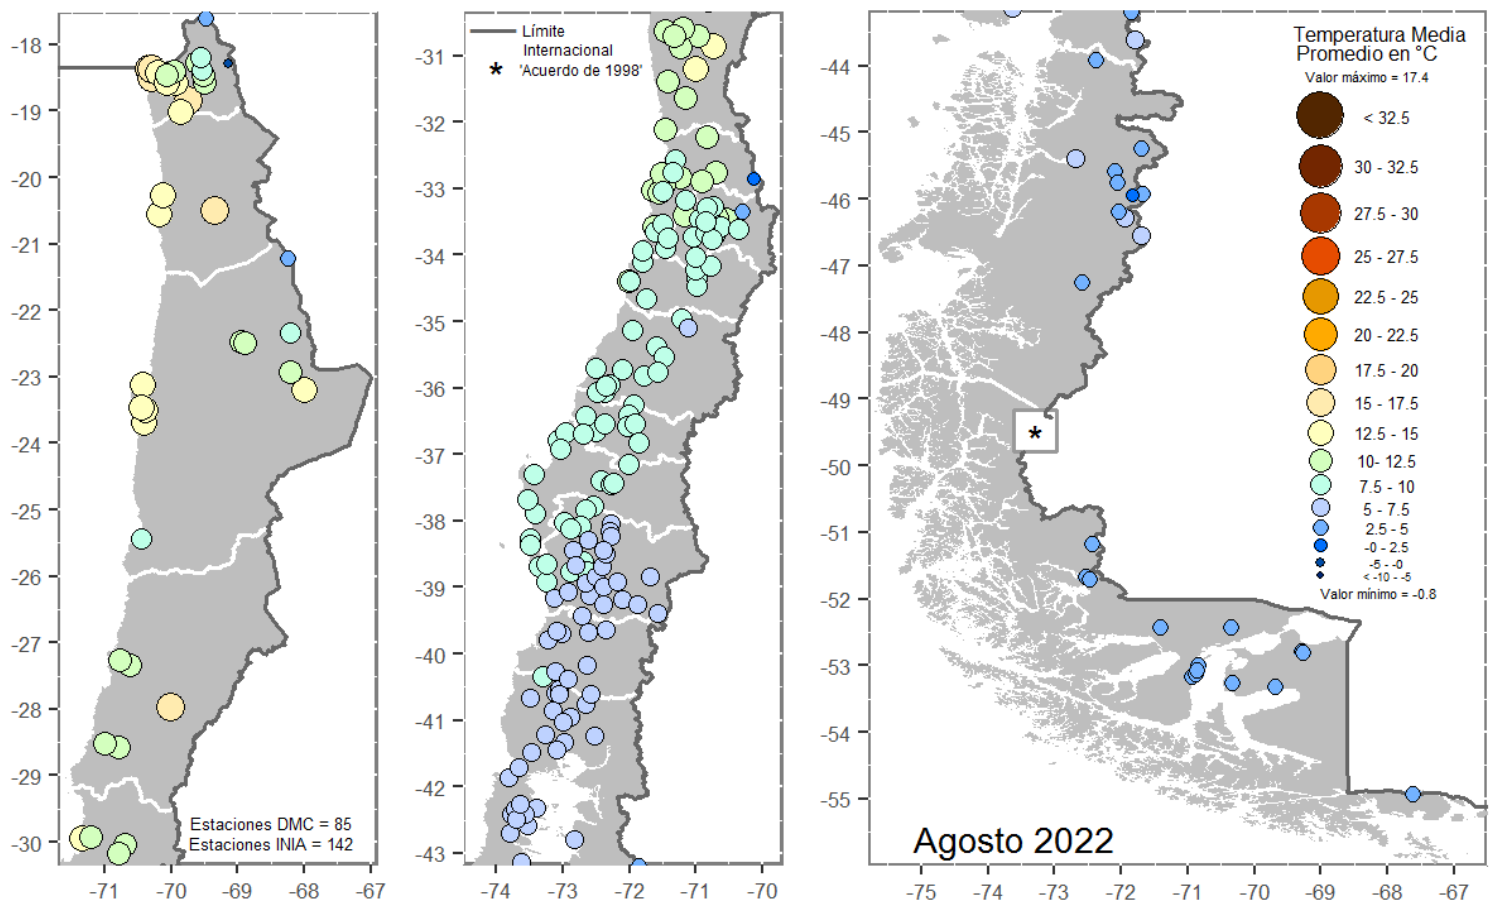 -18
-19
-20
-21
-22
-23
-24
-25
-26
-27
-28
-29
-30
-71
-70
-69
-68
-67
Estaciones DMC = 85
Estaciones INIA = 142
-31
-32
-33
-34
-35
-36
-37
-38
-39
-40
-41
-42
-43
-74
-73
-72
-71
-70
Límite
Internacional
* 'Acuerdo de 1998'
-44
-45
-46
-47
-48
-49
-50
-51
-52
-53
-54
-55
-75
-74
-73
-72
-71
-70
-69
-68
-67
*
Temperatura Media
Promedio en °C
Valor máximo = 17.4
< 32.5
30 - 32.5
27.5 - 30
25 - 27.5
22.5 - 25
20 - 22.5
17.5 - 20
15 - 17.5
12.5 - 15
10- 12.5
7.5 - 10
5 - 7.5
2.5 - 5
-0 - 2.5
-5 - -0
< -10 - -5
Valor mínimo = -0.8
Agosto 2022